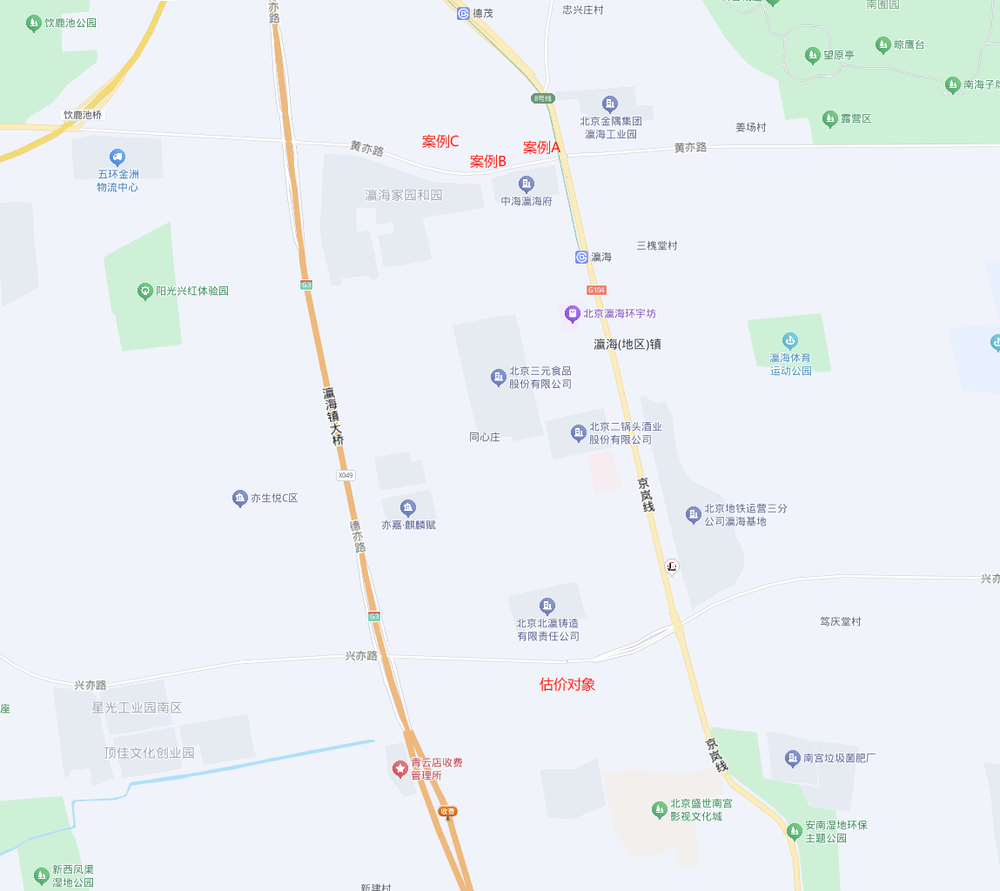 亦路
德茂
忠兴庄村
南囿园
饮鹿池公园
望原亭
晾鹰台
南海子牌
8号线
饮鹿池桥
北京金隅集团
瀛海工业园
露营区
姜场村
案例C
案例A
案例B
黄亦路
黄亦路
五环金洲
物流中心
瀛海家园和园
中海瀛海府
三槐堂村
瀛海
G3
G104
阳光兴红体验园
北京瀛海环宇坊
瀛海(地区)镇
瀛海体育
运动公园
北京三元食品
股份有限公司
瀛海镇大桥
北京二锅头酒业
股份有限公司
同心庄
X049
京岚线
亦生悦C区
亦嘉·麒麟赋
北京地铁运营三分
公司瀛海基地
德亦路
兴亦
北京北瀛铸造
有限责任公司
G3
笃庆堂村
兴亦路
兴亦路
估价对象
座
星光工业园南区
顶佳文化创业园
京岚线
青云店收费
管理所
南宫垃圾菌肥厂
收费
北京盛世南宫
影视文化城
安南湿地环保
主题公园
新西凤渠
湿地公园
新建村